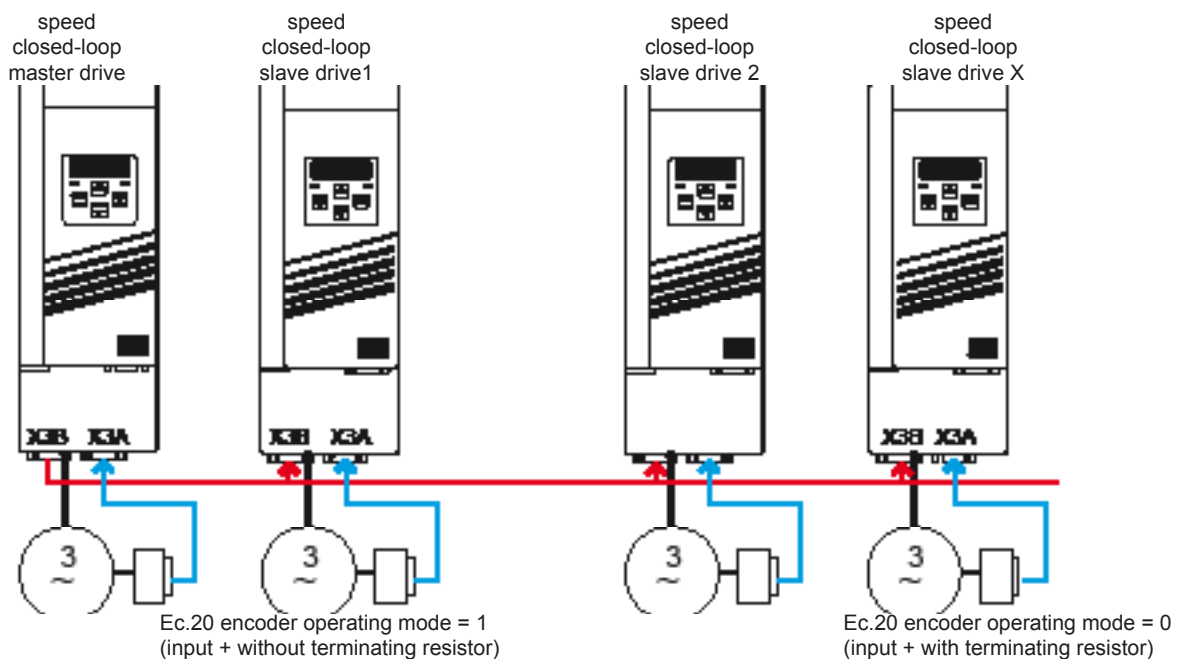 speed
closed-loop
master drive
speed
closed-loop
slave drive1
speed
closed-loop
slave drive 2
speed
closed-loop
slave drive X
X3B X3A
X3B X3A
X3B X3A
3
~
3
~
3
~
3
~
Ec.20 encoder operating mode = 1
(input + without terminating resistor)
Ec.20 encoder operating mode = 0
(input + with terminating resistor)